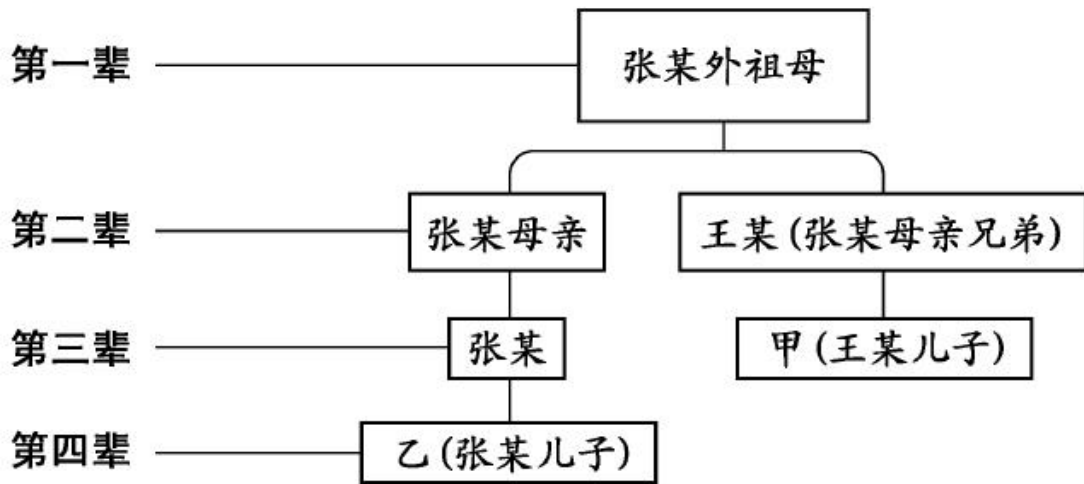 第一辈 张某外祖母
第二辈 张某母亲 王某(张某母亲兄弟)
第三辈 张某 甲(王某儿子)
第四辈 乙(张某儿子)